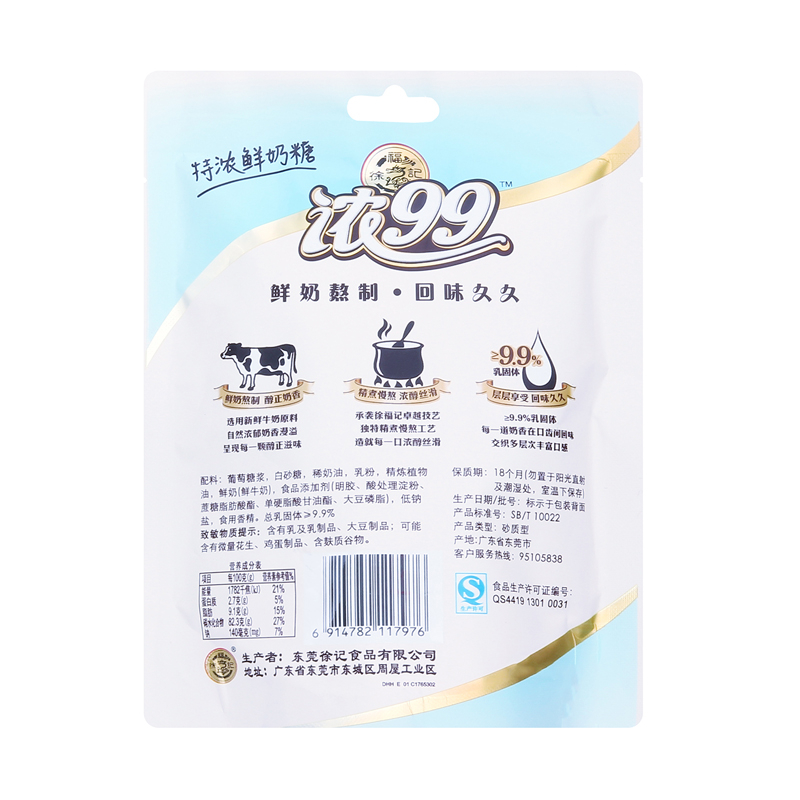 特浓鲜奶糖
徐福記
浓99™
鲜奶熬制·回味久久
≥9.9%
乳固体
鲜奶熬制 醇正奶香
精煮慢熬 浓醇丝滑
层层享受 回味久久
选用新鲜牛奶原料
自然浓郁奶香漫溢
呈现每一颗醇正滋味
承袭徐福记卓越技艺
独特精煮慢熬工艺
造就每一口浓醇丝滑
≥9.9%乳固体
每一道奶香在口齿间回味
交织多层次丰富口感
配料: 葡萄糖浆, 白砂糖, 稀奶油, 乳粉, 精炼植物
油, 鲜奶(鲜牛奶), 食品添加剂(明胶、酸处理淀粉、
蔗糖脂肪酸酯、单硬脂酸甘油酯、大豆磷脂), 低钠
盐, 食用香精。总乳固体≥9.9%
致敏物质提示: 含有乳及乳制品、大豆制品; 可能
含有微量花生、鸡蛋制品、含麸质谷物。
保质期: 18个月(勿置于阳光直射
及潮湿处, 室温下保存)
生产日期/批号: 标示于包装背面
产品标准号: SB/T 10022
产品类型: 砂质型
产地: 广东省东莞市
客户服务热线: 95105838
营养成分表
项目 每100克(g) 营养素参考值%
能量 1782千焦(kJ) 21%
蛋白质 2.7克(g) 5%
脂肪 9.1克(g) 15%
碳水化合物 82.3克(g) 27%
钠 140毫克(mg) 7%
6 914782 117976
QS
生产许可
食品生产许可证编号:
QS4419 1301 0031
徐福記®
生产者: 东莞徐记食品有限公司
地址: 广东省东莞市东城区周屋工业区
DHH E 01 C1765302